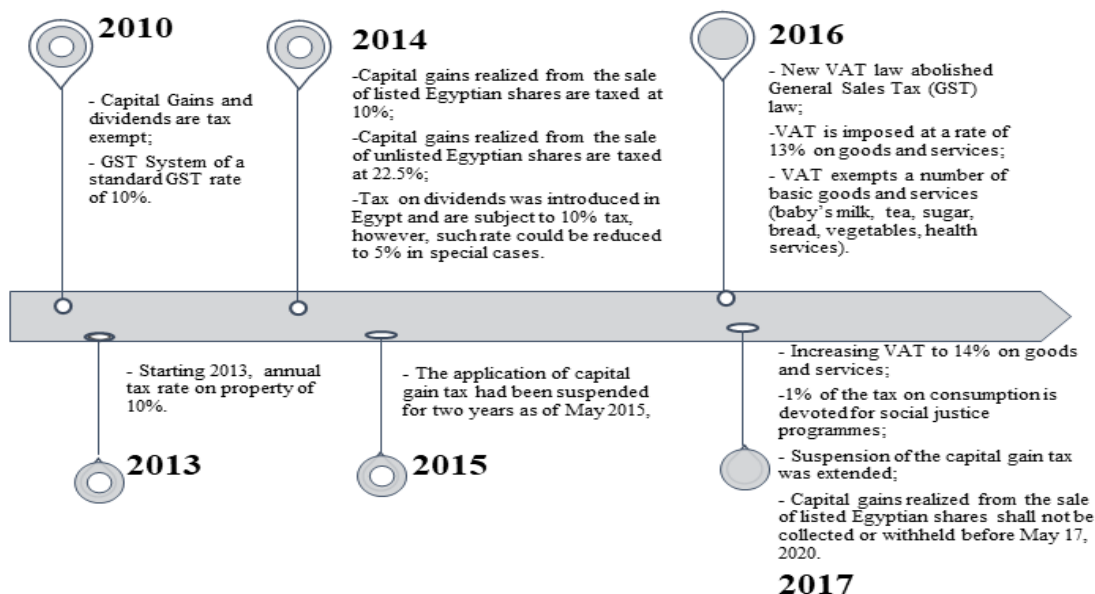 2010
- Capital Gains and
dividends are tax
exempt;
- GST System of a
standard GST rate
of 10%.
2014
-Capital gains realized from the sale
of listed Egyptian shares are taxed at
10%;
-Capital gains realized from the sale
of unlisted Egyptian shares are taxed
at 22.5%;
-Tax on dividends was introduced in
Egypt and are subject to 10% tax,
however, such rate could be reduced
to 5% in special cases.
2016
- New VAT law abolished
General Sales Tax (GST)
law;
-VAT is imposed at a rate of
13% on goods and services;
- VAT exempts a number of
basic goods and services
(baby's milk, tea, sugar,
bread, vegetables, health
services).
- Starting 2013, annual
tax rate on property of
10%.
2013
- The application of capital
gain tax had been suspended
for two years as of May 2015,
2015
- Increasing VAT to 14% on goods
and services;
-1% of the tax on consumption is
devoted for social justice
programmes;
- Suspension of the capital gain tax
was extended;
- Capital gains realized from the sale
of listed Egyptian shares shall not be
collected or withheld before May 17,
2020.
2017